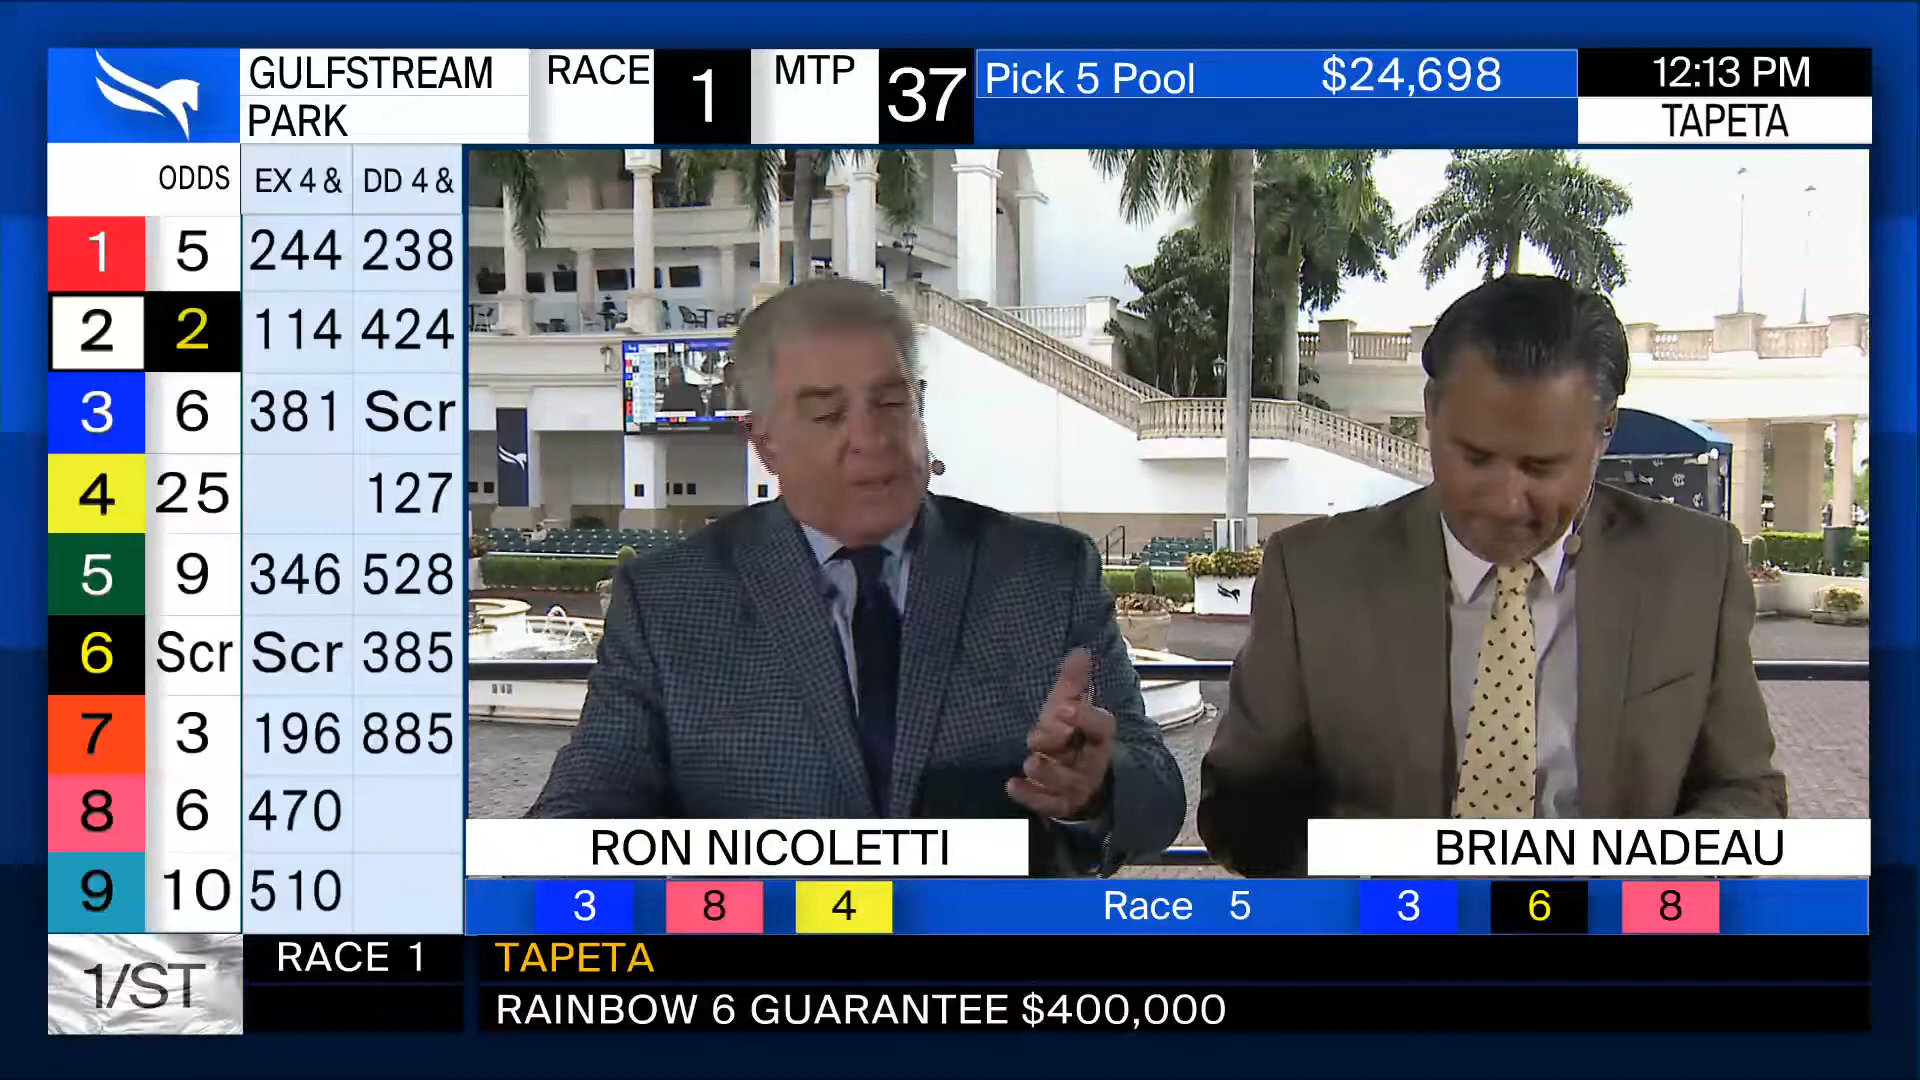 GULFSTREAM
PARK
RACE 1 MTP 37
Pick 5 Pool $24,698
12:13 PM
TAPETA
ODDS EX 4 & DD 4 &
1 5 244 238
2 2 114 424
3 6 381 Scr
4 25 127
5 9 346 528
6 Scr Scr 385
7 3 196 885
8 6 470
9 10 510
RON NICOLETTI
BRIAN NADEAU
3 8 4 Race 5 3 6 8
1/ST
RACE 1
TAPETA
RAINBOW 6 GUARANTEE $400,000